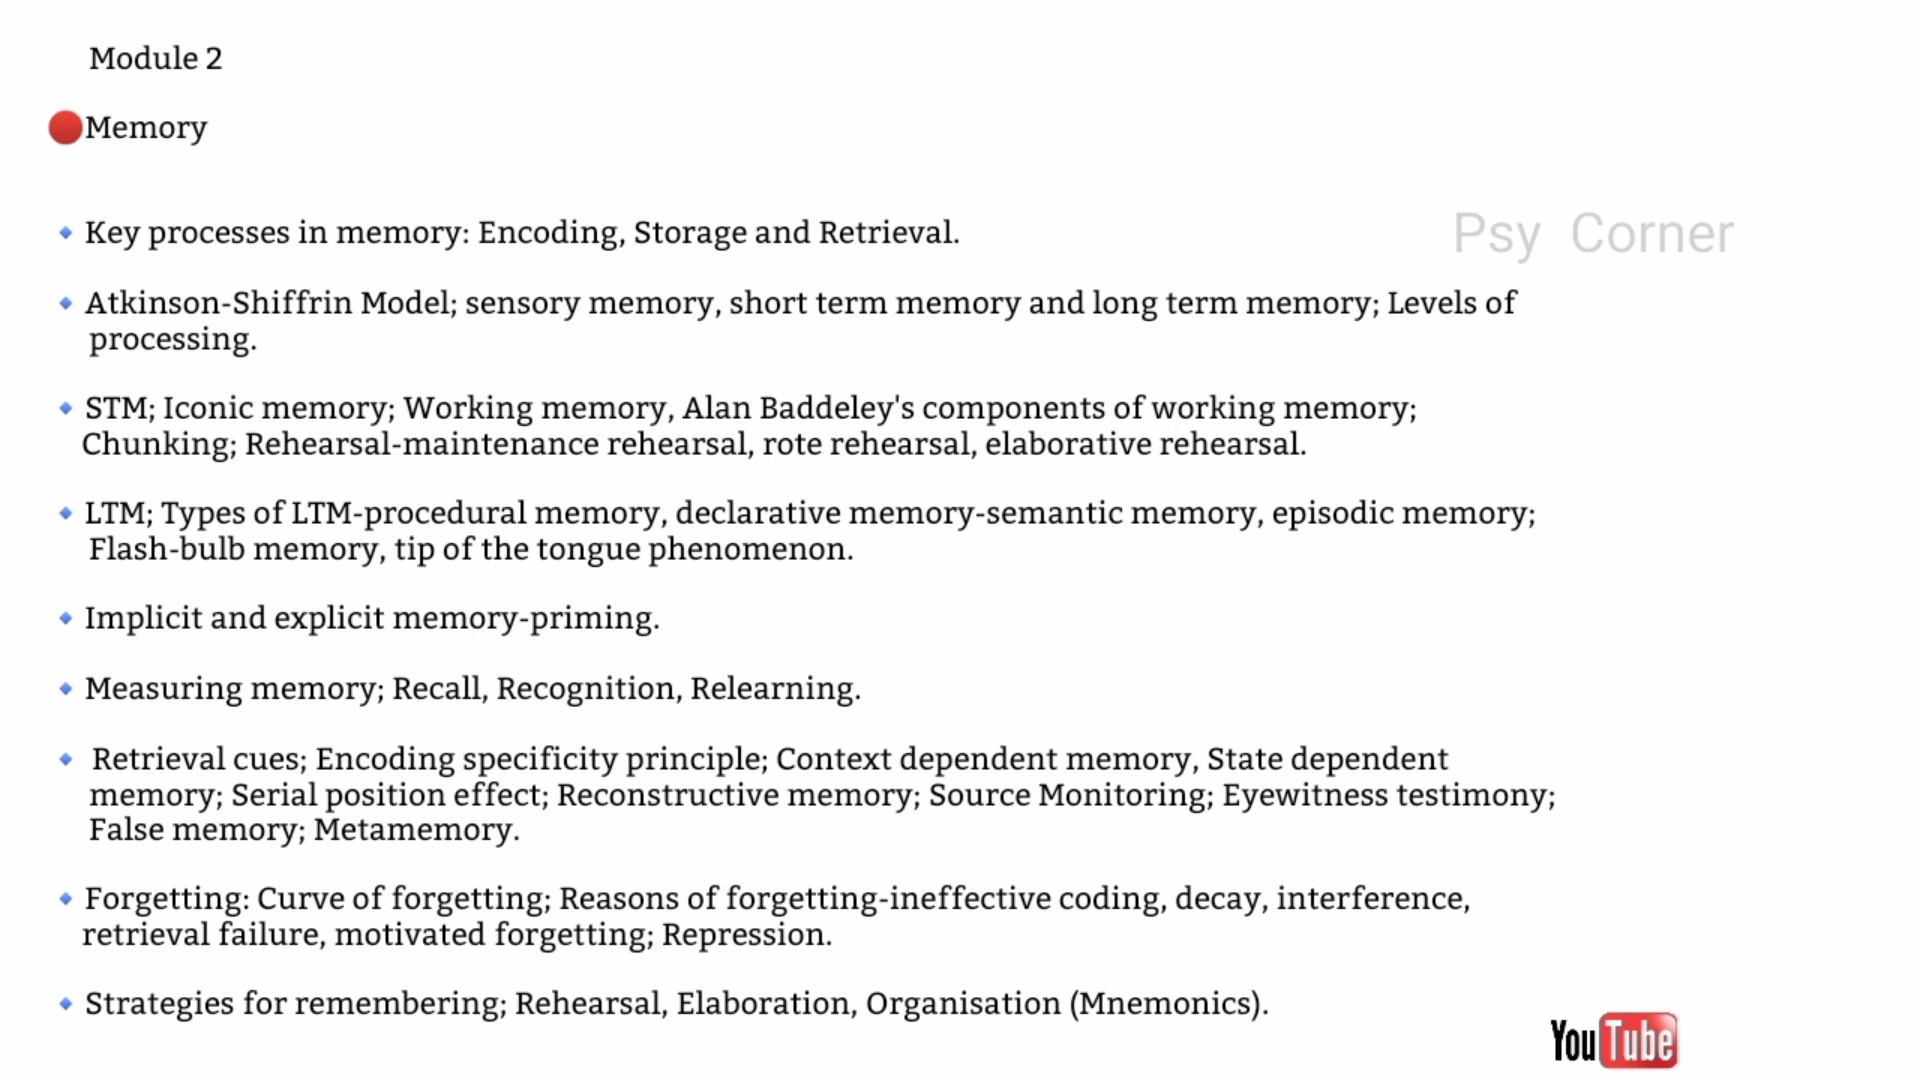 Module 2
Memory
Key processes in memory: Encoding, Storage and Retrieval.
Psy Corner
Atkinson-Shiffrin Model; sensory memory, short term memory and long term memory; Levels of
processing.
STM; Iconic memory; Working memory, Alan Baddeley's components of working memory;
Chunking; Rehearsal-maintenance rehearsal, rote rehearsal, elaborative rehearsal.
LTM; Types of LTM-procedural memory, declarative memory-semantic memory, episodic memory;
Flash-bulb memory, tip of the tongue phenomenon.
Implicit and explicit memory-priming.
Measuring memory; Recall, Recognition, Relearning.
Retrieval cues; Encoding specificity principle; Context dependent memory, State dependent
memory; Serial position effect; Reconstructive memory; Source Monitoring; Eyewitness testimony;
False memory; Metamemory.
Forgetting: Curve of forgetting; Reasons of forgetting-ineffective coding, decay, interference,
retrieval failure, motivated forgetting; Repression.
Strategies for remembering; Rehearsal, Elaboration, Organisation (Mnemonics).
YouTube